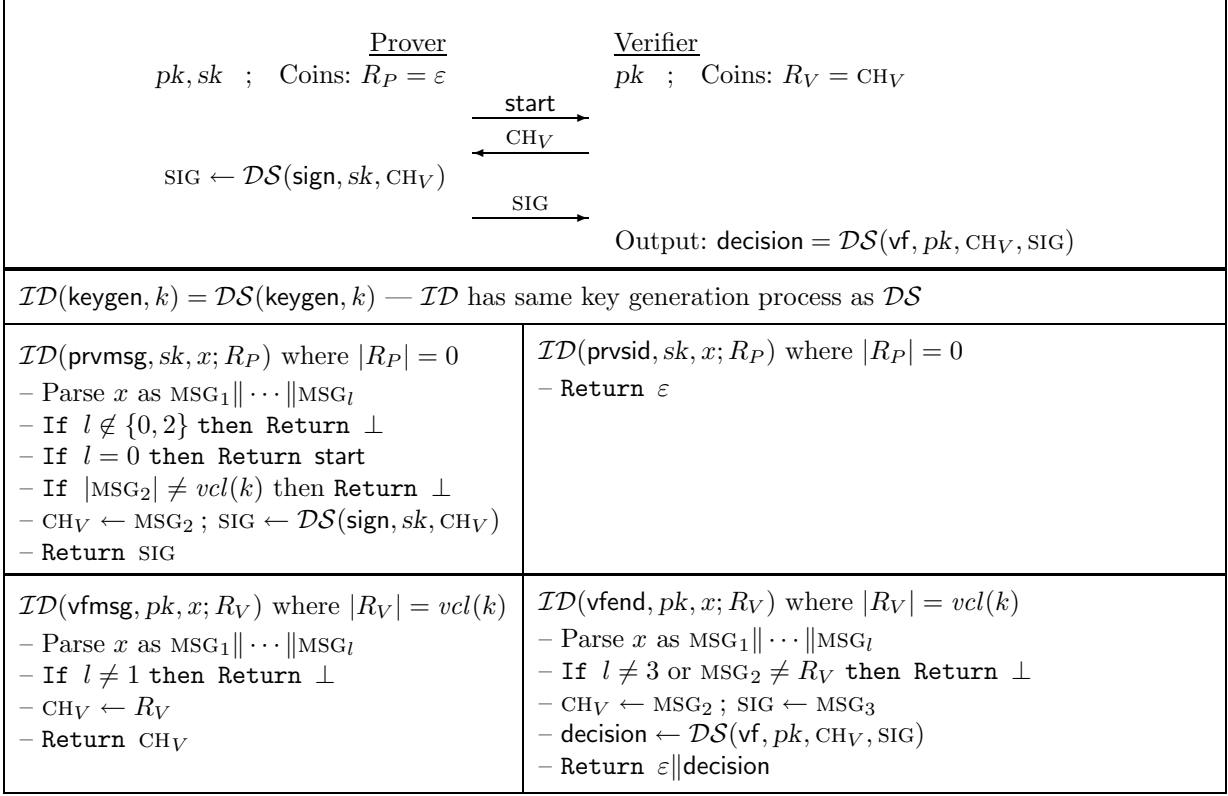 Prover Verifier
pk, sk ; Coins: R_P = ε pk ; Coins: R_V = CH_V
start
CH_V
SIG ← DS(sign, sk, CH_V)
SIG
Output: decision = DS(vf, pk, CH_V, SIG)
ID(keygen, k) = DS(keygen, k) — ID has same key generation process as DS
ID(prvmsg, sk, x; R_P) where |R_P| = 0
– Parse x as MSG_1‖ · · · ‖MSG_l
– If l ∉ {0, 2} then Return ⊥
– If l = 0 then Return start
– If |MSG_2| ≠ vcl(k) then Return ⊥
– CH_V ← MSG_2 ; SIG ← DS(sign, sk, CH_V)
– Return SIG
ID(prvsid, sk, x; R_P) where |R_P| = 0
– Return ε
ID(vfmsg, pk, x; R_V) where |R_V| = vcl(k)
– Parse x as MSG_1‖ · · · ‖MSG_l
– If l ≠ 1 then Return ⊥
– CH_V ← R_V
– Return CH_V
ID(vfend, pk, x; R_V) where |R_V| = vcl(k)
– Parse x as MSG_1‖ · · · ‖MSG_l
– If l ≠ 3 or MSG_2 ≠ R_V then Return ⊥
– CH_V ← MSG_2 ; SIG ← MSG_3
– decision ← DS(vf, pk, CH_V, SIG)
– Return ε‖decision